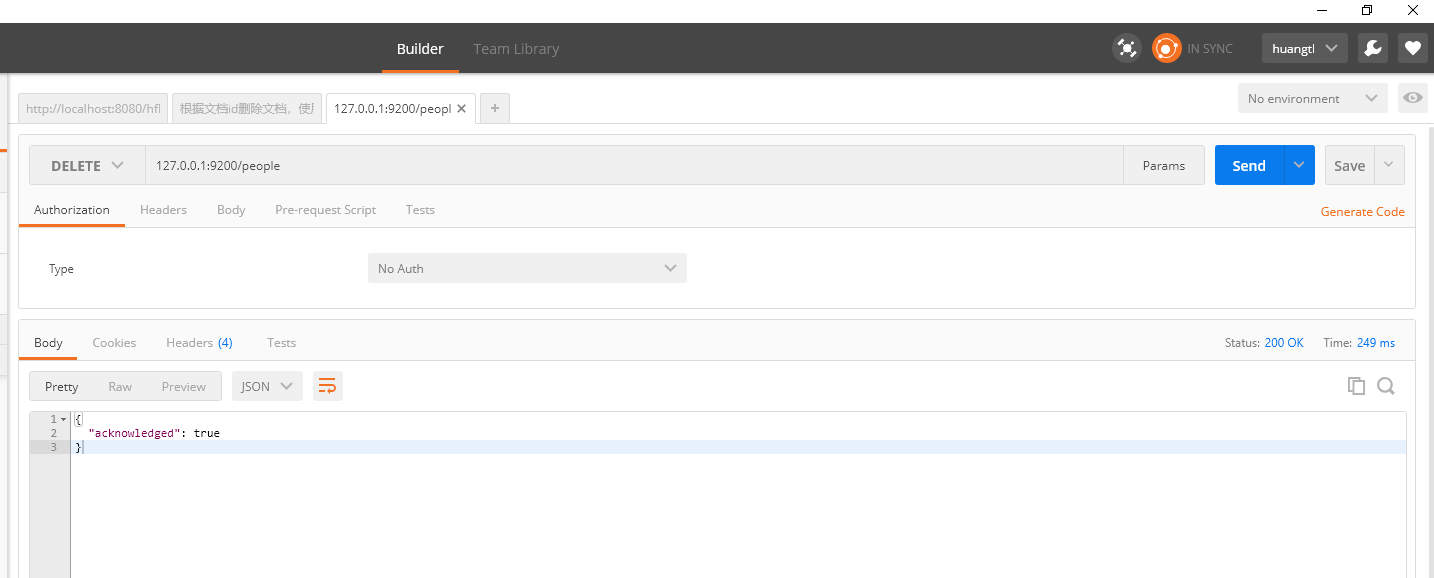 Builder Team Library IN SYNC huangtl
http://localhost:8080/hfl 根据文档id删除文档，使用 127.0.0.1:9200/peopl No environment
DELETE 127.0.0.1:9200/people Params Send Save
Authorization Headers Body Pre-request Script Tests Generate Code
Type No Auth
Body Cookies Headers (4) Tests Status: 200 OK Time: 249 ms
Pretty Raw Preview JSON
1 {
2 "acknowledged": true
3 }